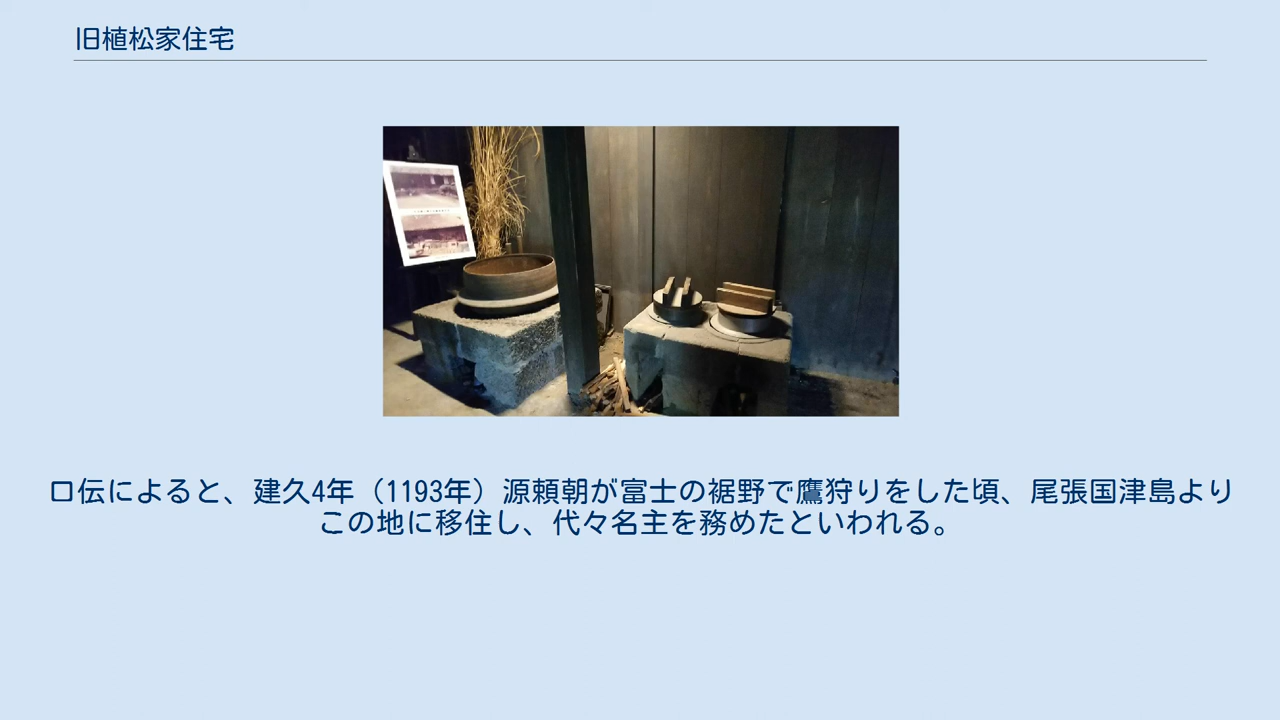 旧植松家住宅
口伝によると、建久4年（1193年）源頼朝が富士の裾野で鷹狩りをした頃、尾張国津島より
この地に移住し、代々名主を務めたといわれる。